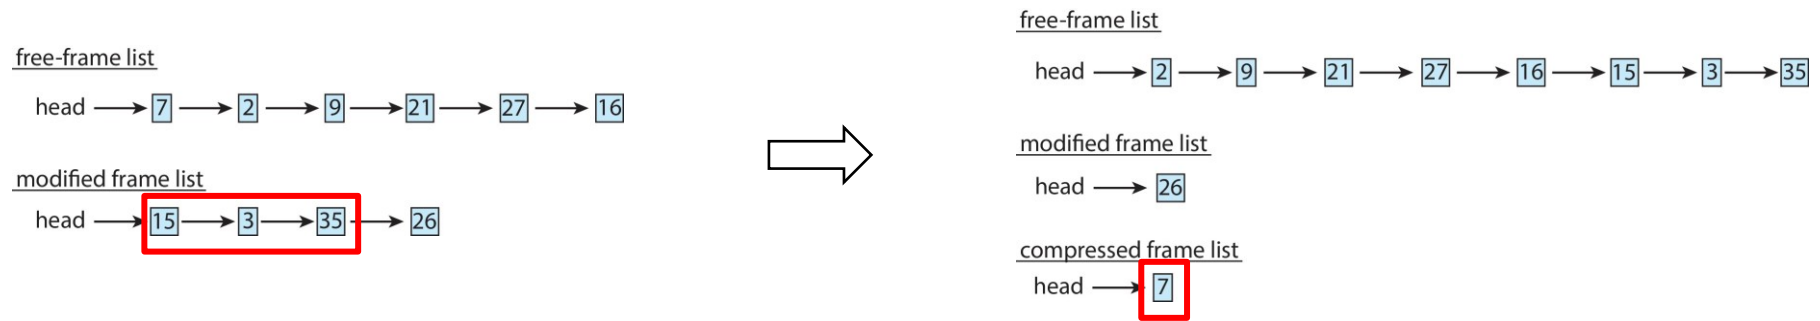 free-frame list
head 7 2 9 21 27 16
modified frame list
head 15 3 35 26
free-frame list
head 2 9 21 27 16 15 3 35
modified frame list
head 26
compressed frame list
head 7